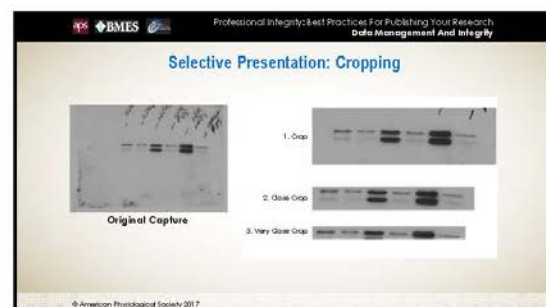 aps BMES
Professional Integrity: Best Practices For Publishing Your Research
Data Management And Integrity
Selective Presentation: Cropping
Original Capture
1. Crop
2. Close Crop
3. Very Close Crop
© American Physiological Society 2017